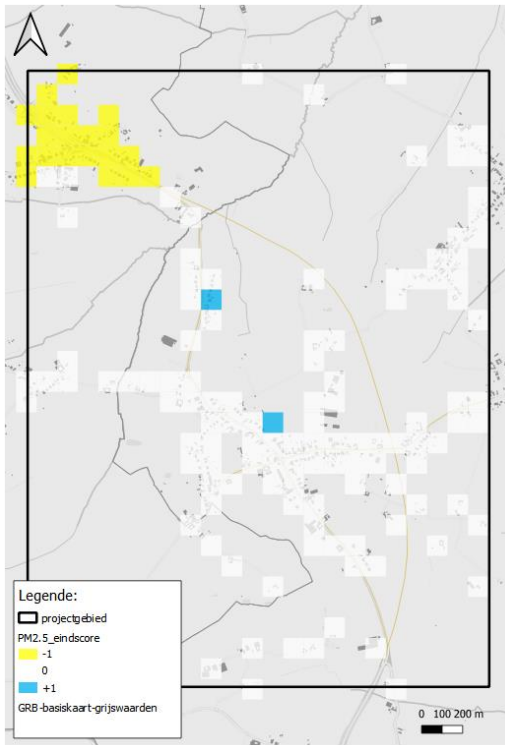 Legende:
projectgebied
PM2.5_eindscore
-1
0
+1
GRB-basiskaart-grijswaarden
0 100 200 m